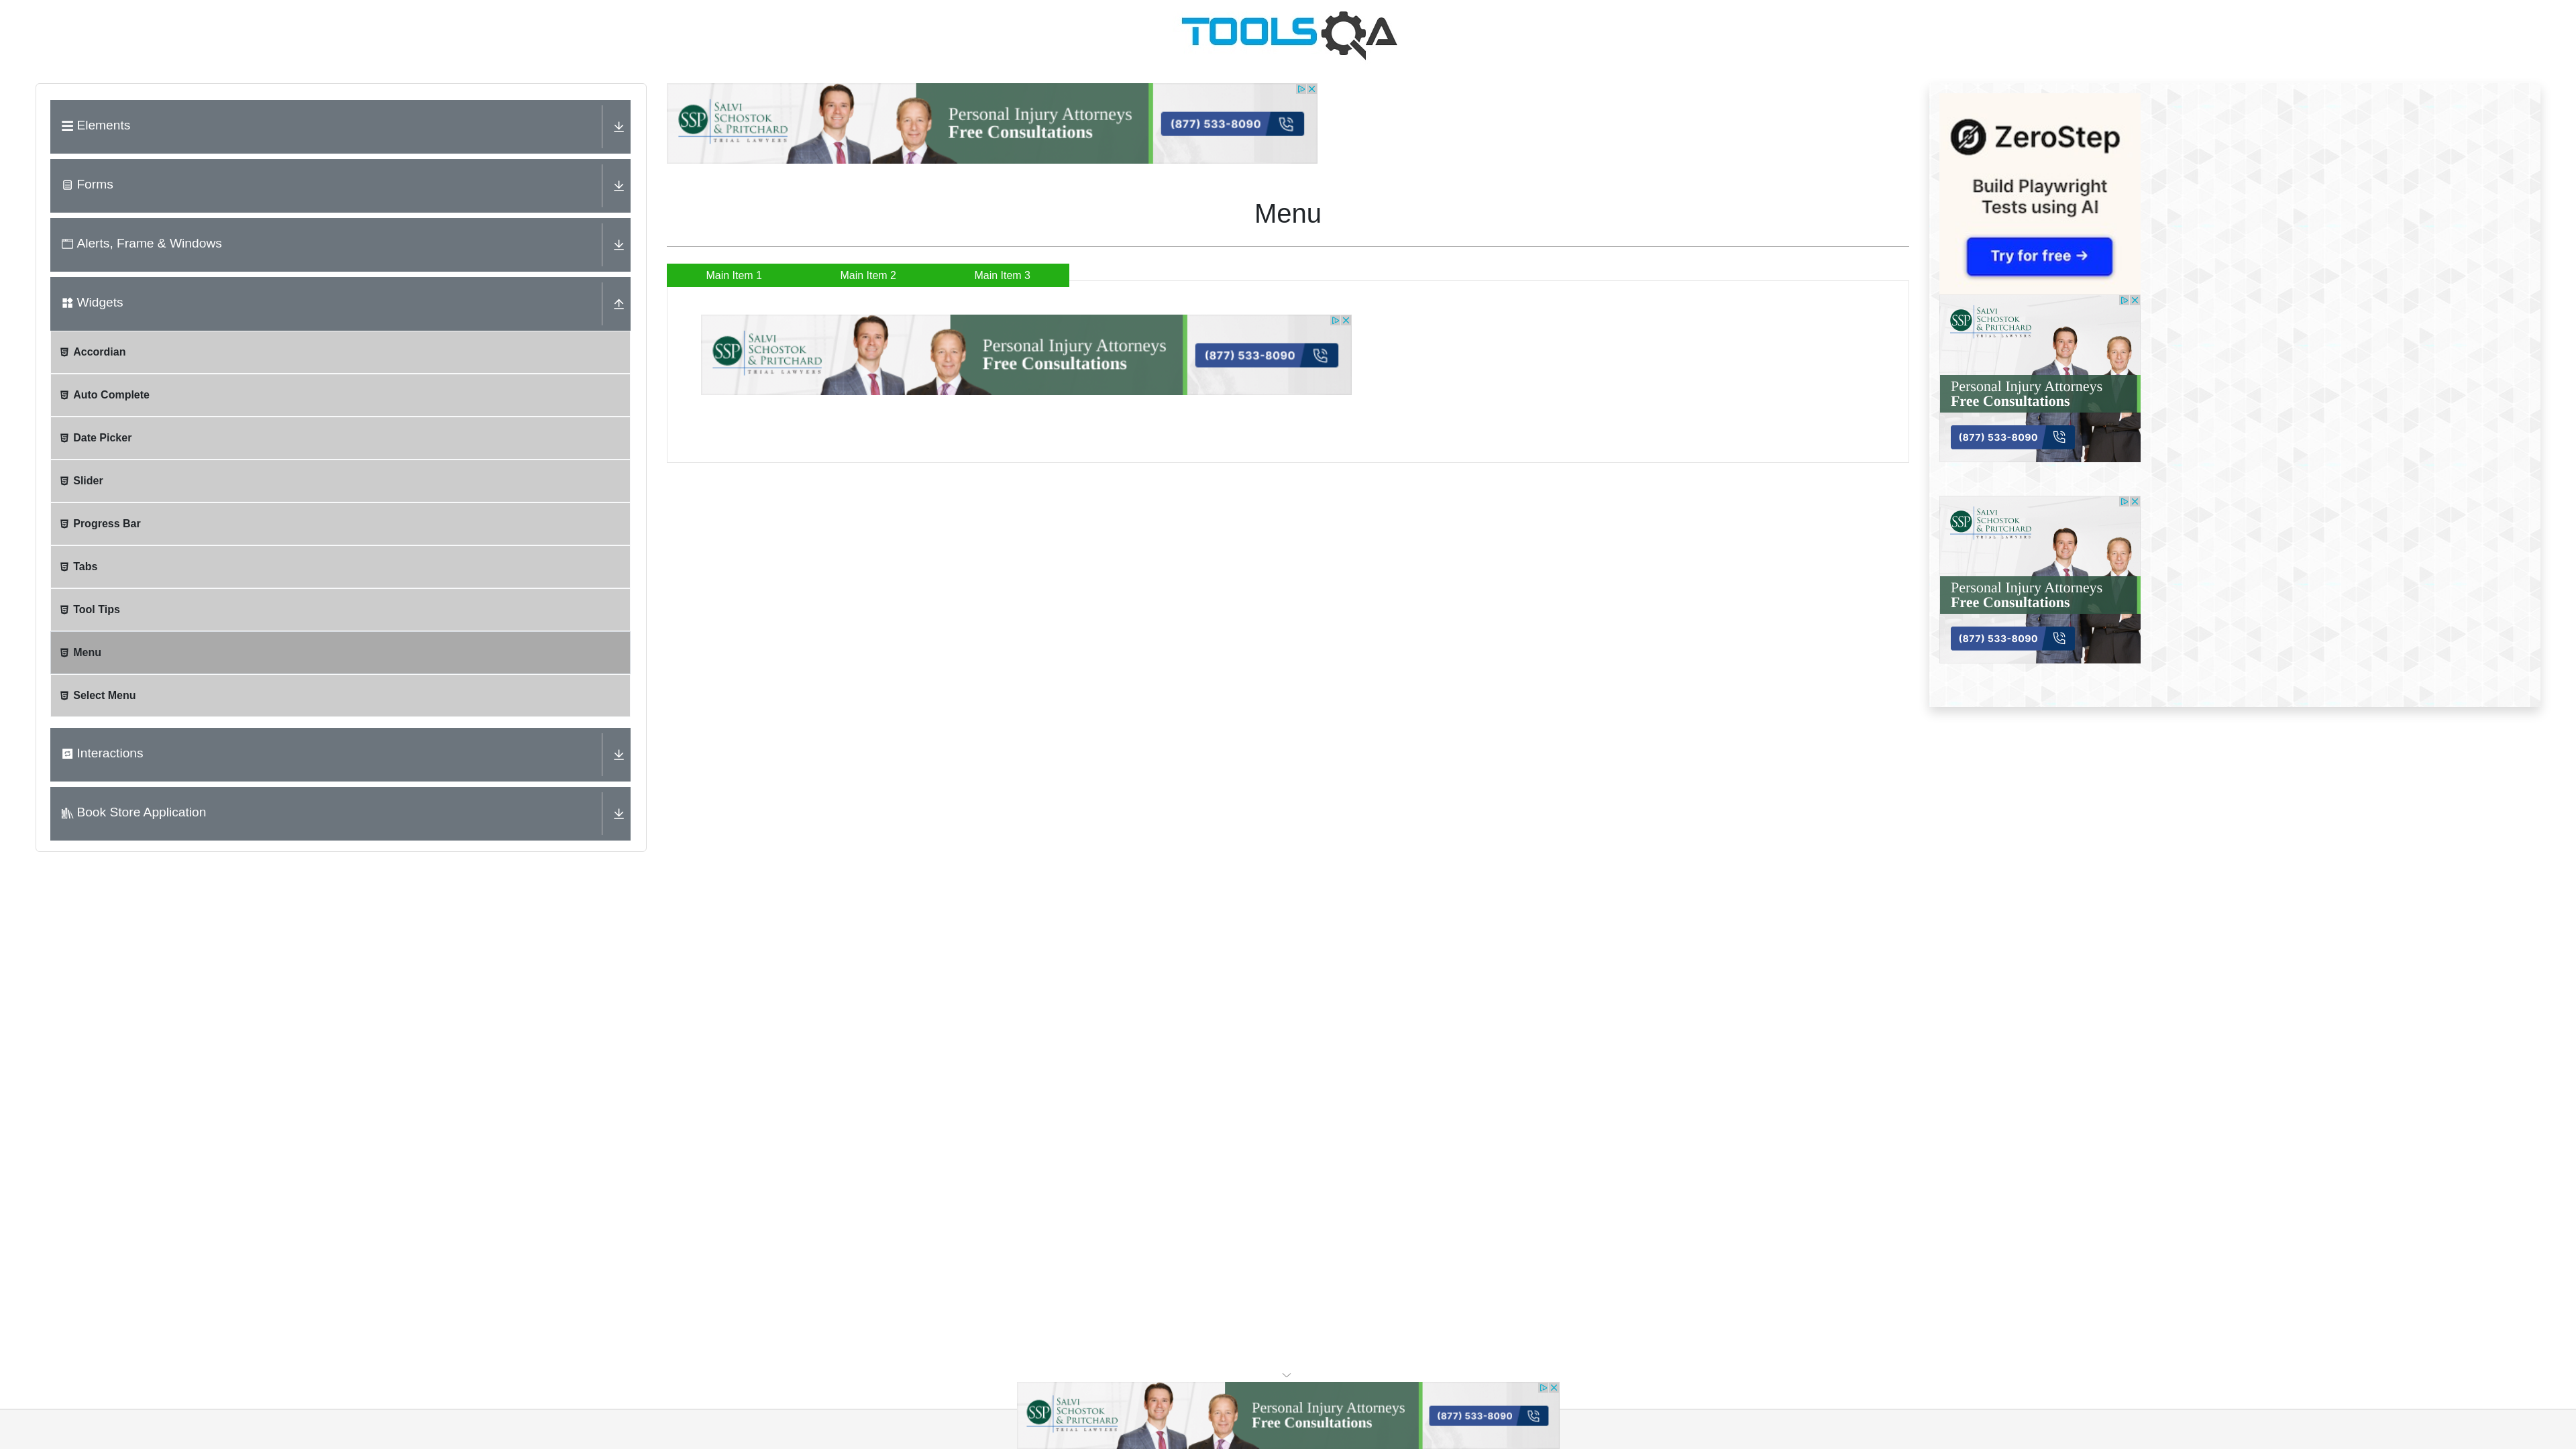 TOOLSQA
Elements
Forms
Alerts, Frame & Windows
Widgets
Accordian
Auto Complete
Date Picker
Slider
Progress Bar
Tabs
Tool Tips
Menu
Select Menu
Interactions
Book Store Application
SSP
SALVI
SCHOSTOK
& PRITCHARD
TRIAL LAWYERS
Personal Injury Attorneys
Free Consultations
(877) 533-8090
Menu
Main Item 1
Main Item 2
Main Item 3
SSP
SALVI
SCHOSTOK
& PRITCHARD
TRIAL LAWYERS
Personal Injury Attorneys
Free Consultations
(877) 533-8090
ZeroStep
Build Playwright
Tests using AI
Try for free →
SSP
SALVI
SCHOSTOK
& PRITCHARD
TRIAL LAWYERS
Personal Injury Attorneys
Free Consultations
(877) 533-8090
SSP
SALVI
SCHOSTOK
& PRITCHARD
TRIAL LAWYERS
Personal Injury Attorneys
Free Consultations
(877) 533-8090
SSP
SALVI
SCHOSTOK
& PRITCHARD
TRIAL LAWYERS
Personal Injury Attorneys
Free Consultations
(877) 533-8090